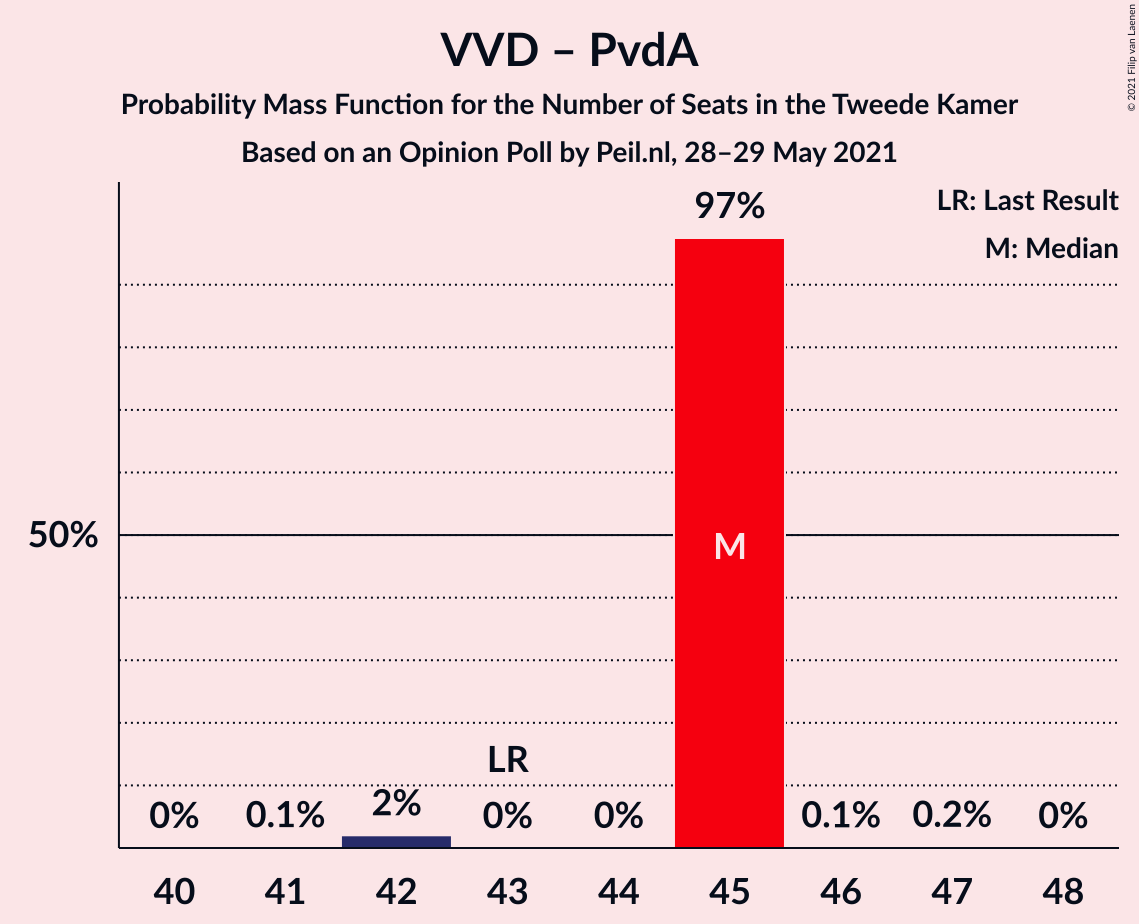 VVD – PvdA
Probability Mass Function for the Number of Seats in the Tweede Kamer
Based on an Opinion Poll by Peil.nl, 28–29 May 2021
© 2021 Filip van Laenen
LR: Last Result
M: Median
97%
50%
M
LR
0% 0.1% 2% 0% 0% 0.1% 0.2% 0%
40 41 42 43 44 45 46 47 48